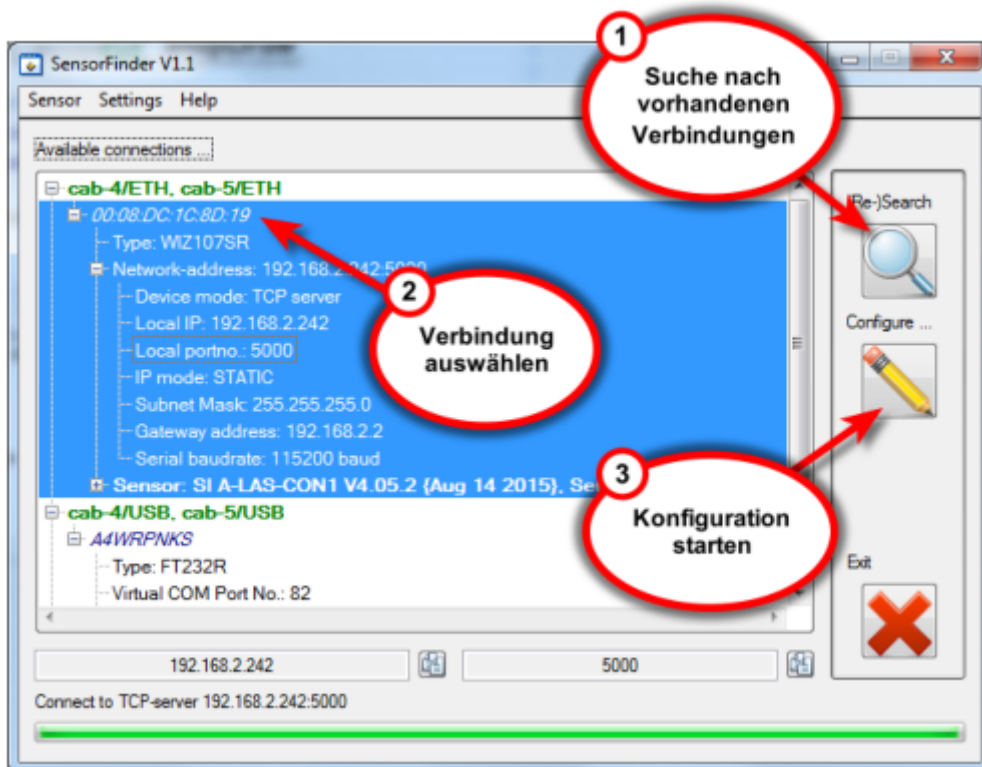 SensorFinder V1.1
Sensor Settings Help
Available connections ...
cab-4/ETH, cab-5/ETH
00:08:DC:1C:8D:19
Type: WIZ107SR
Network-address: 192.168.2.242:5000
Device mode: TCP server
Local IP: 192.168.2.242
Local portno.: 5000
IP mode: STATIC
Subnet Mask: 255.255.255.0
Gateway address: 192.168.2.2
Serial baudrate: 115200 baud
Sensor: SI A-LAS-CON1 V4.05.2 {Aug 14 2015}, Se
cab-4/USB, cab-5/USB
A4WRPNKS
Type: FT232R
Virtual COM Port No.: 82
1
Suche nach
vorhandenen
Verbindungen
2
Verbindung
auswählen
3
Konfiguration
starten
(Re-)Search
Configure ...
Exit
192.168.2.242
5000
Connect to TCP-server 192.168.2.242:5000